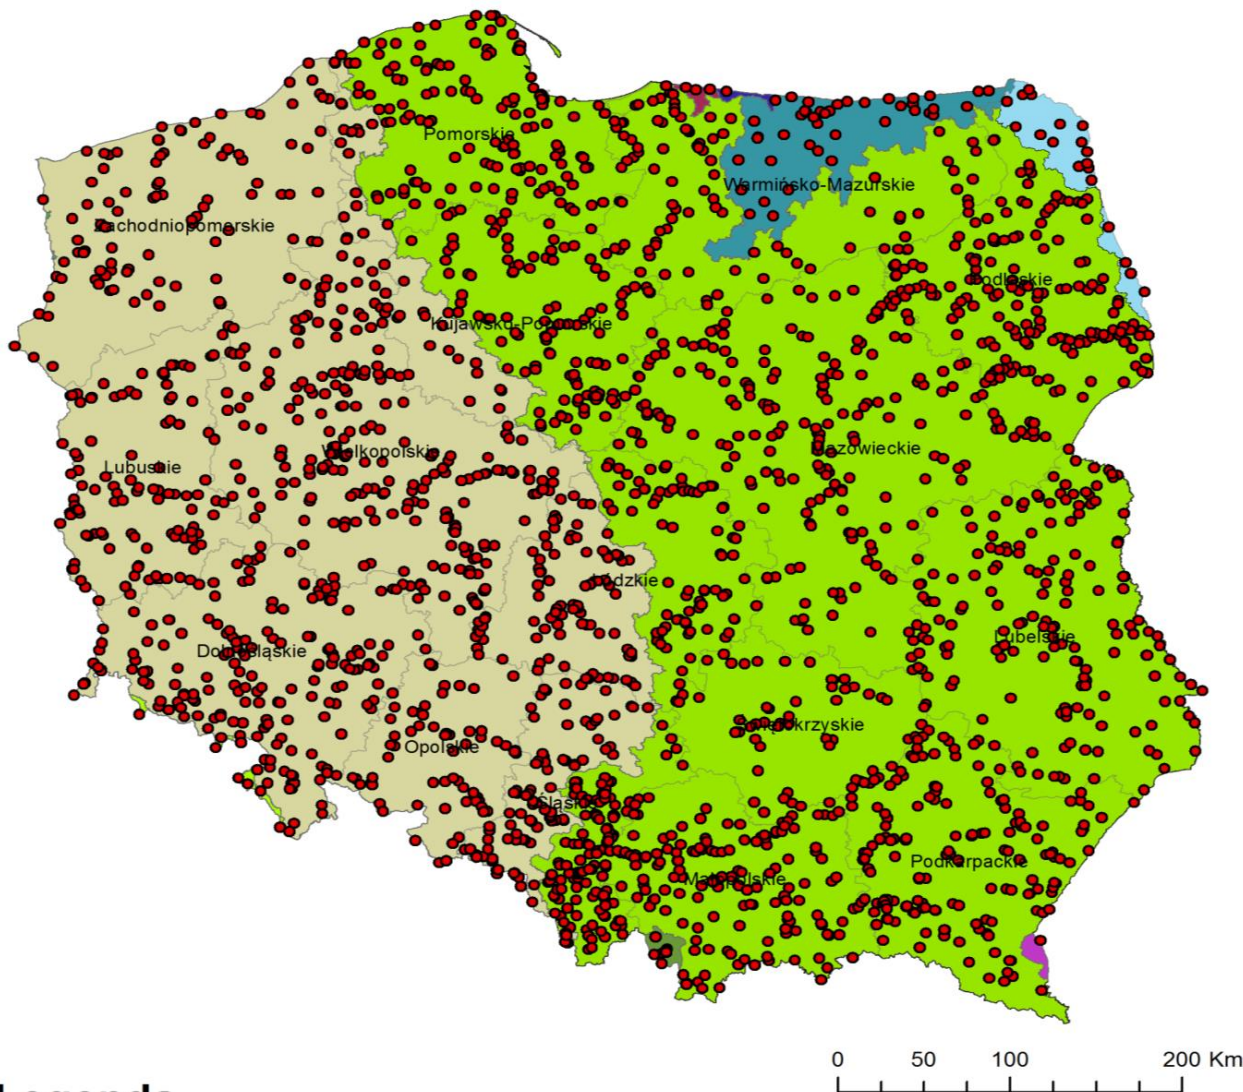 Pomorskie
Warmińsko-Mazurskie
Zachodniopomorskie
Podlaskie
Kujawsko-Pomorskie
Mazowieckie
Wielkopolskie
Lubuskie
Łódzkie
Lubelskie
Dolnośląskie
Świętokrzyskie
Opolskie
Śląskie
Podkarpackie
Małopolskie
0 50 100 200 Km